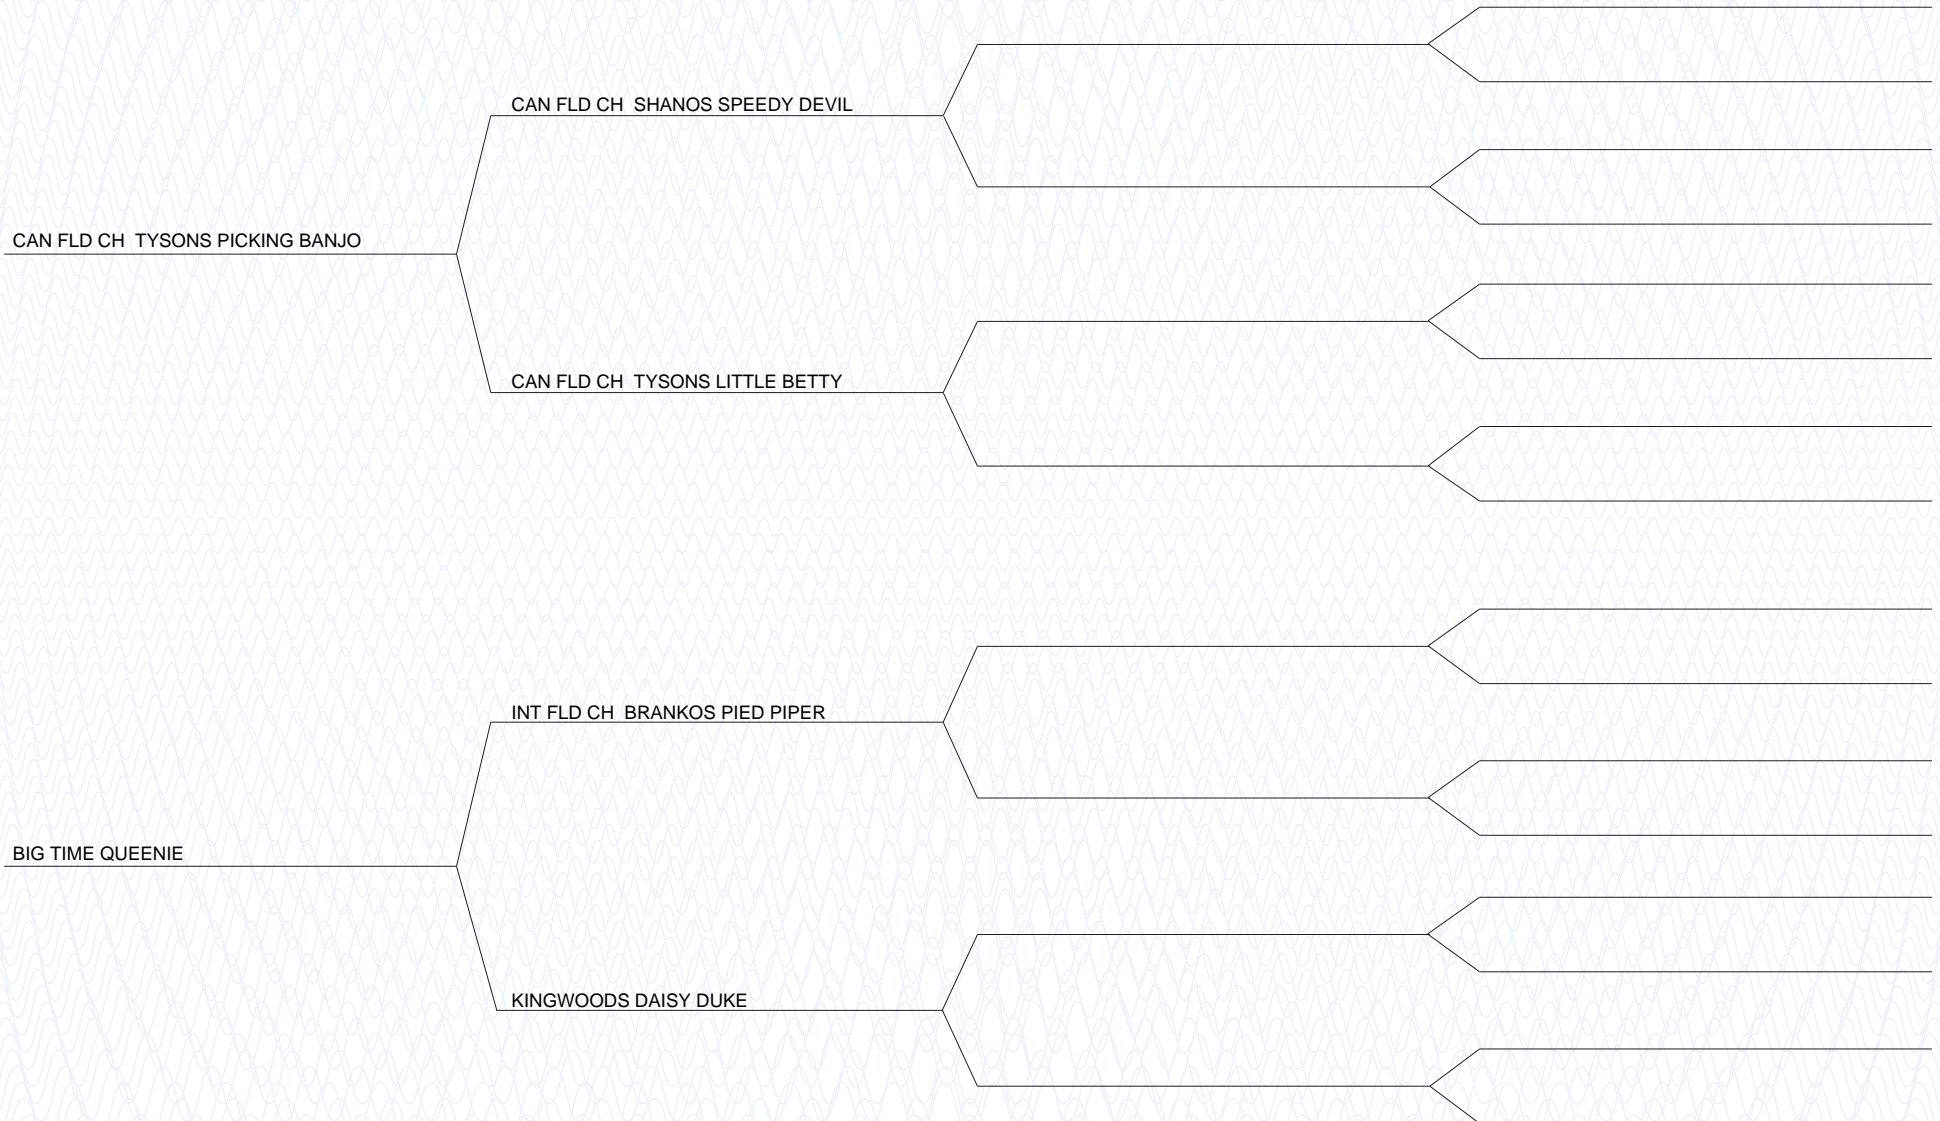 CAN FLD CH  SHANOS SPEEDY DEVIL
CAN FLD CH  TYSONS PICKING BANJO
CAN FLD CH  TYSONS LITTLE BETTY
INT FLD CH  BRANKOS PIED PIPER
BIG TIME QUEENIE
KINGWOODS DAISY DUKE